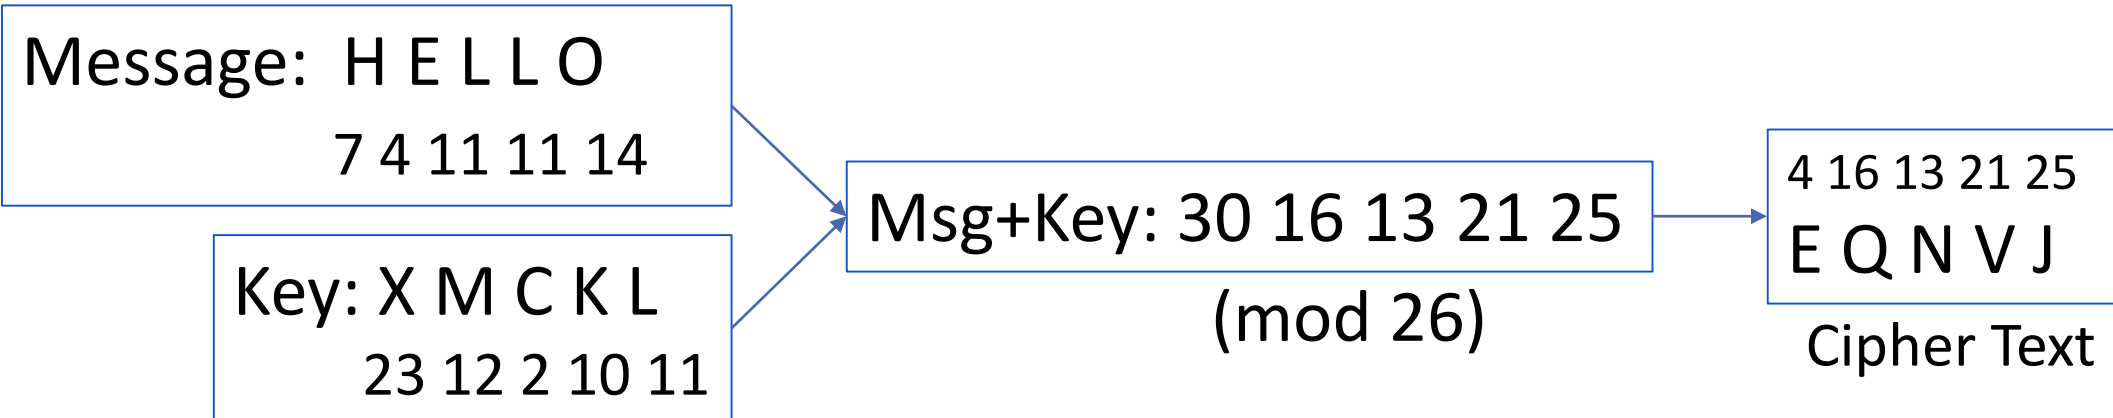 Message: H E L L O
7 4 11 11 14
Key: X M C K L
23 12 2 10 11
Msg+Key: 30 16 13 21 25
(mod 26)
4 16 13 21 25
E Q N V J
Cipher Text